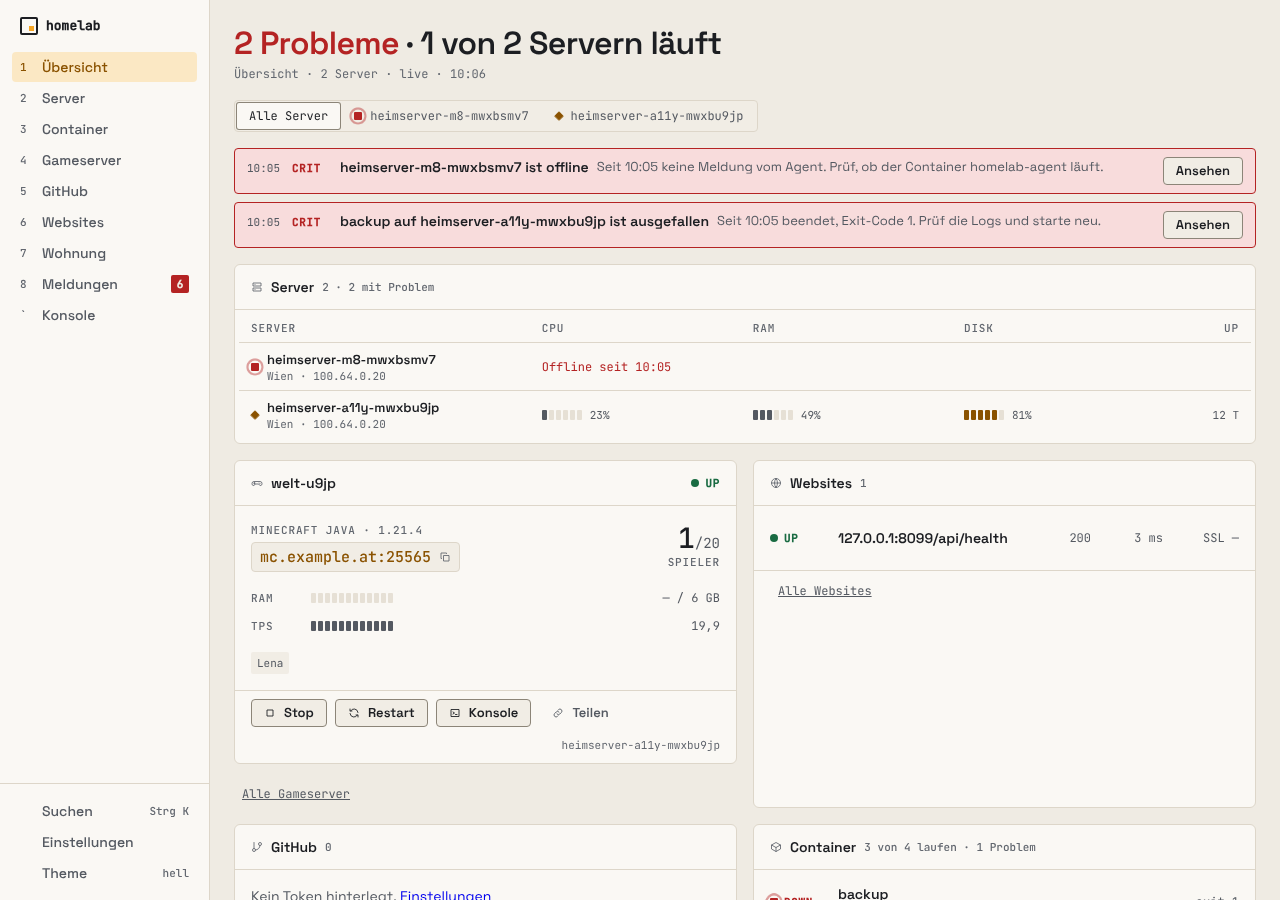 homelab
1 Übersicht
2 Server
3 Container
4 Gameserver
5 GitHub
6 Websites
7 Wohnung
8 Meldungen 6
` Konsole
Suchen Strg K
Einstellungen
Theme hell
2 Probleme · 1 von 2 Servern läuft
Übersicht · 2 Server · live · 10:06
Alle Server heimserver-m8-mwxbsmv7 heimserver-a11y-mwxbu9jp
10:05 CRIT heimserver-m8-mwxbsmv7 ist offline Seit 10:05 keine Meldung vom Agent. Prüf, ob der Container homelab-agent läuft. Ansehen
10:05 CRIT backup auf heimserver-a11y-mwxbu9jp ist ausgefallen Seit 10:05 beendet, Exit-Code 1. Prüf die Logs und starte neu. Ansehen
Server 2 · 2 mit Problem
SERVER CPU RAM DISK UP
heimserver-m8-mwxbsmv7
Wien · 100.64.0.20
Offline seit 10:05
heimserver-a11y-mwxbu9jp
Wien · 100.64.0.20
23% 49% 81% 12 T
welt-u9jp UP
MINECRAFT JAVA · 1.21.4
mc.example.at:25565
1/20
SPIELER
RAM – / 6 GB
TPS 19,9
Lena
Stop Restart Konsole Teilen
heimserver-a11y-mwxbu9jp
Alle Gameserver
Websites 1
UP 127.0.0.1:8099/api/health 200 3 ms SSL –
Alle Websites
GitHub 0
Kein Token hinterlegt. Einstellungen
Container 3 von 4 laufen · 1 Problem
backup
DOWN exit 1